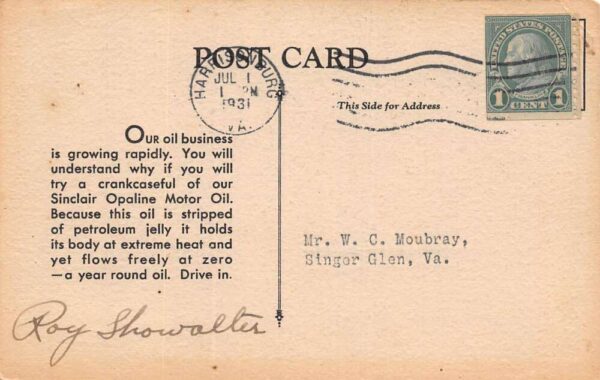 POST CARD
HARRISONBURG
JUL 1
1931
VA.
UNITED STATES POSTAGE
1 CENT 1
This Side for Address
OUR oil business
is growing rapidly. You will
understand why if you will
try a crankcaseful of our
Sinclair Opaline Motor Oil.
Because this oil is stripped
of petroleum jelly it holds
its body at extreme heat and
yet flows freely at zero
—a year round oil. Drive in.
Mr. W. C. Moubray,
Singer Glen, Va.
Roy Showalter